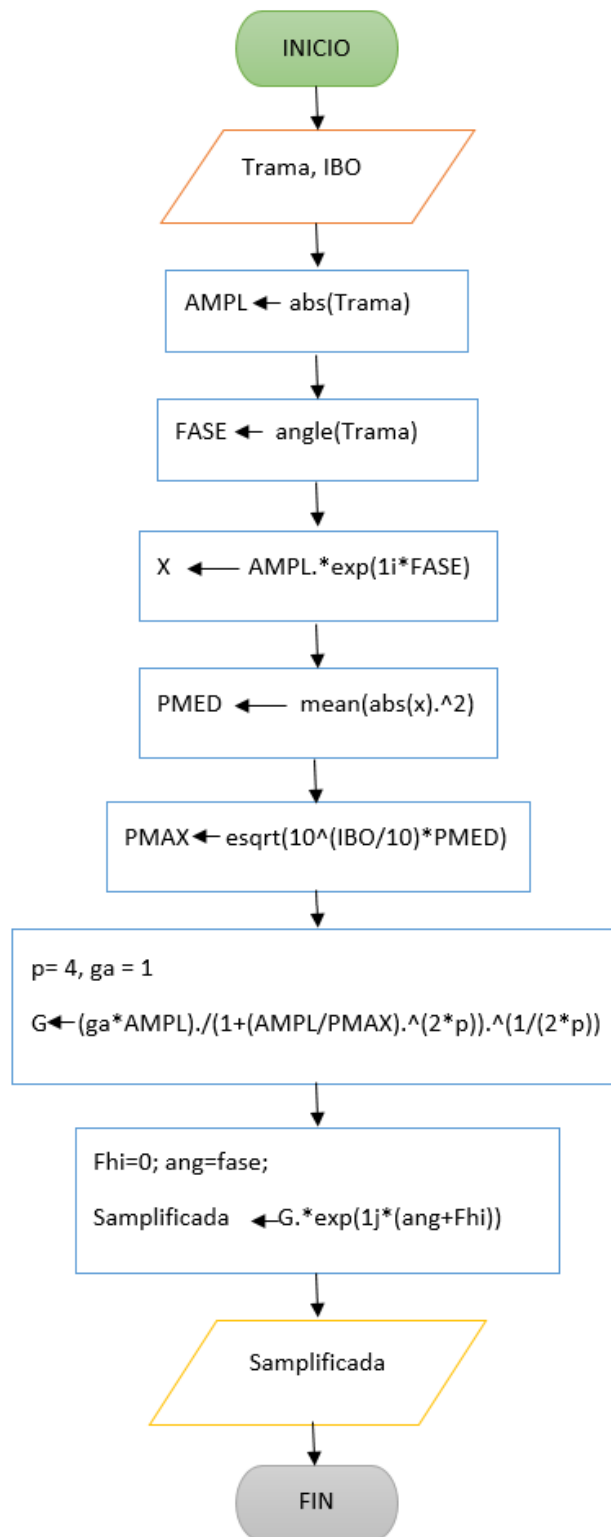 INICIO
Trama, IBO
AMPL ← abs(Trama)
FASE ← angle(Trama)
X ← AMPL.*exp(1i*FASE)
PMED ← mean(abs(x).^2)
PMAX ← esqrt(10^(IBO/10)*PMED)
p= 4, ga = 1
G←(ga*AMPL)./(1+(AMPL/PMAX).^(2*p)).^(1/(2*p))
Fhi=0; ang=fase;
Samplificada ←G.*exp(1j*(ang+Fhi))
Samplificada
FIN